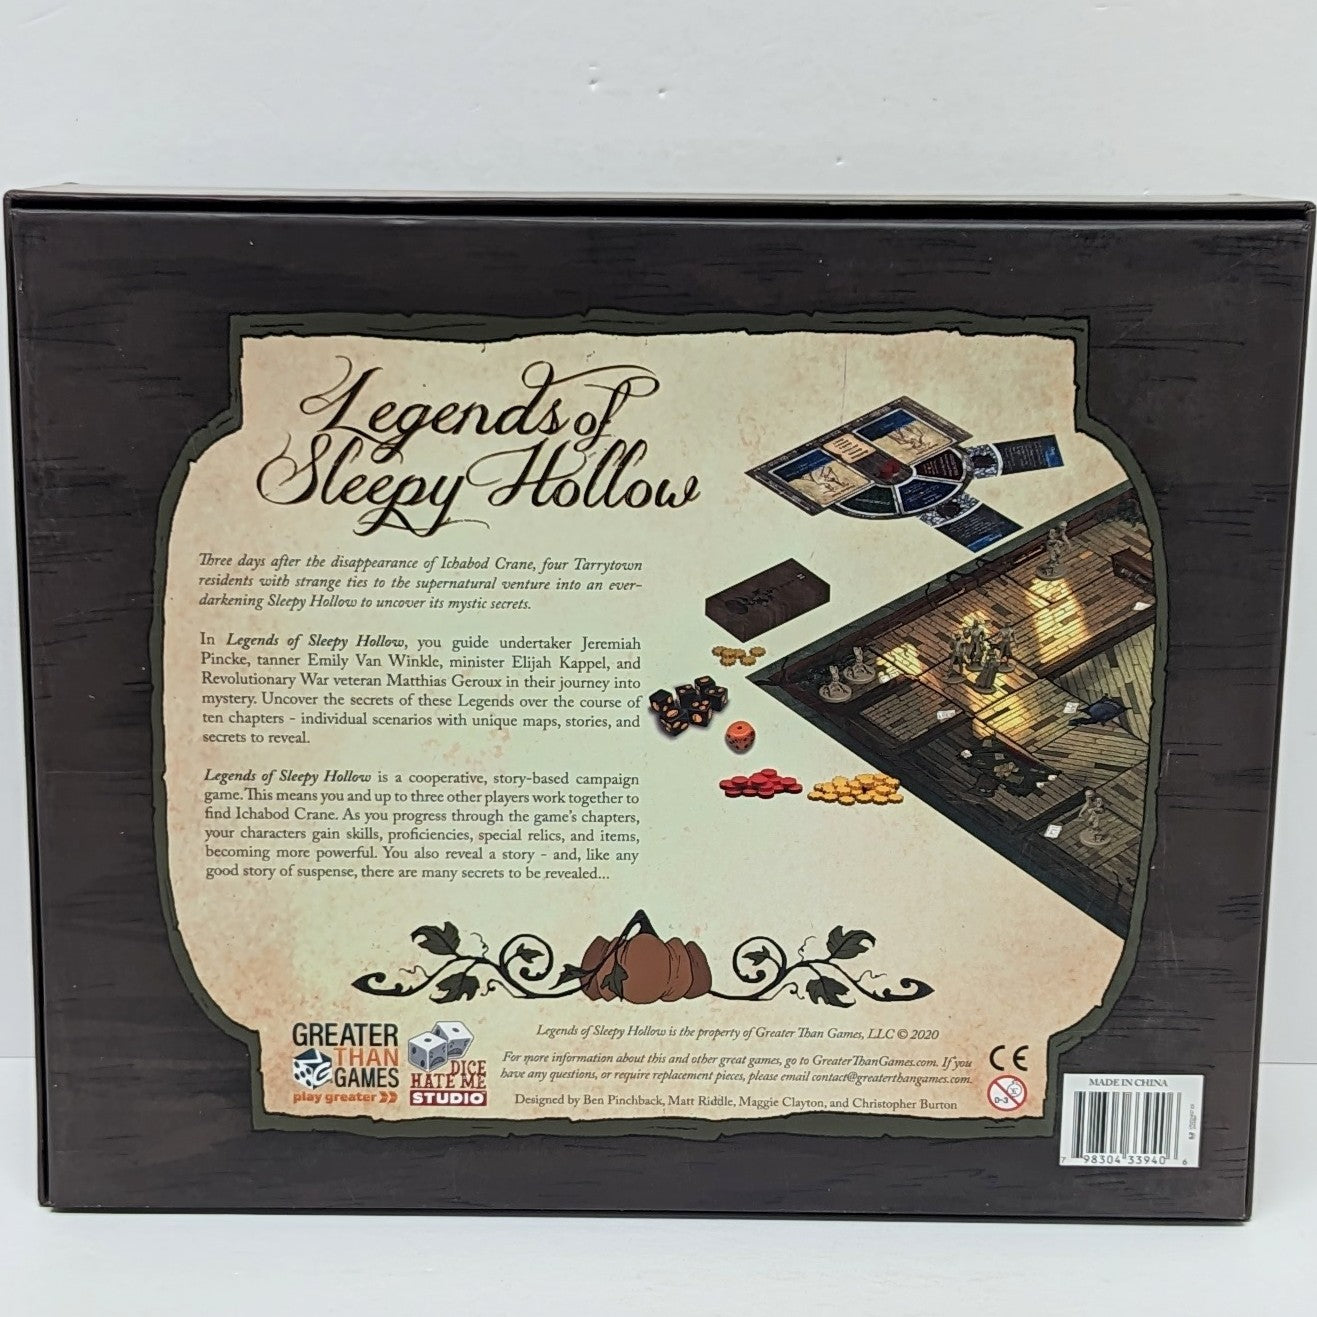 Legends of
Sleepy Hollow
Three days after the disappearance of Ichabod Crane, four Tarrytown
residents with strange ties to the supernatural venture into an ever-
darkening Sleepy Hollow to uncover its mystic secrets.
In Legends of Sleepy Hollow, you guide undertaker Jeremiah
Pincke, tanner Emily Van Winkle, minister Elijah Kappel, and
Revolutionary War veteran Matthias Geroux in their journey into
mystery. Uncover the secrets of these Legends over the course of
ten chapters - individual scenarios with unique maps, stories, and
secrets to reveal.
Legends of Sleepy Hollow is a cooperative, story-based campaign
game. This means you and up to three other players work together to
find Ichabod Crane. As you progress through the game's chapters,
your characters gain skills, proficiencies, special relics, and items,
becoming more powerful. You also reveal a story - and, like any
good story of suspense, there are many secrets to be revealed...
GREATER
THAN
GAMES
play greater
DICE
HATE ME
STUDIO
Legends of Sleepy Hollow is the property of Greater Than Games, LLC © 2020
For more information about this and other great games, go to GreaterThanGames.com. If you
have any questions, or require replacement pieces, please email contact@greaterthangames.com.
Designed by Ben Pinchback, Matt Riddle, Maggie Clayton, and Christopher Burton
CE
0-3
MADE IN CHINA
7 98304 33940 6